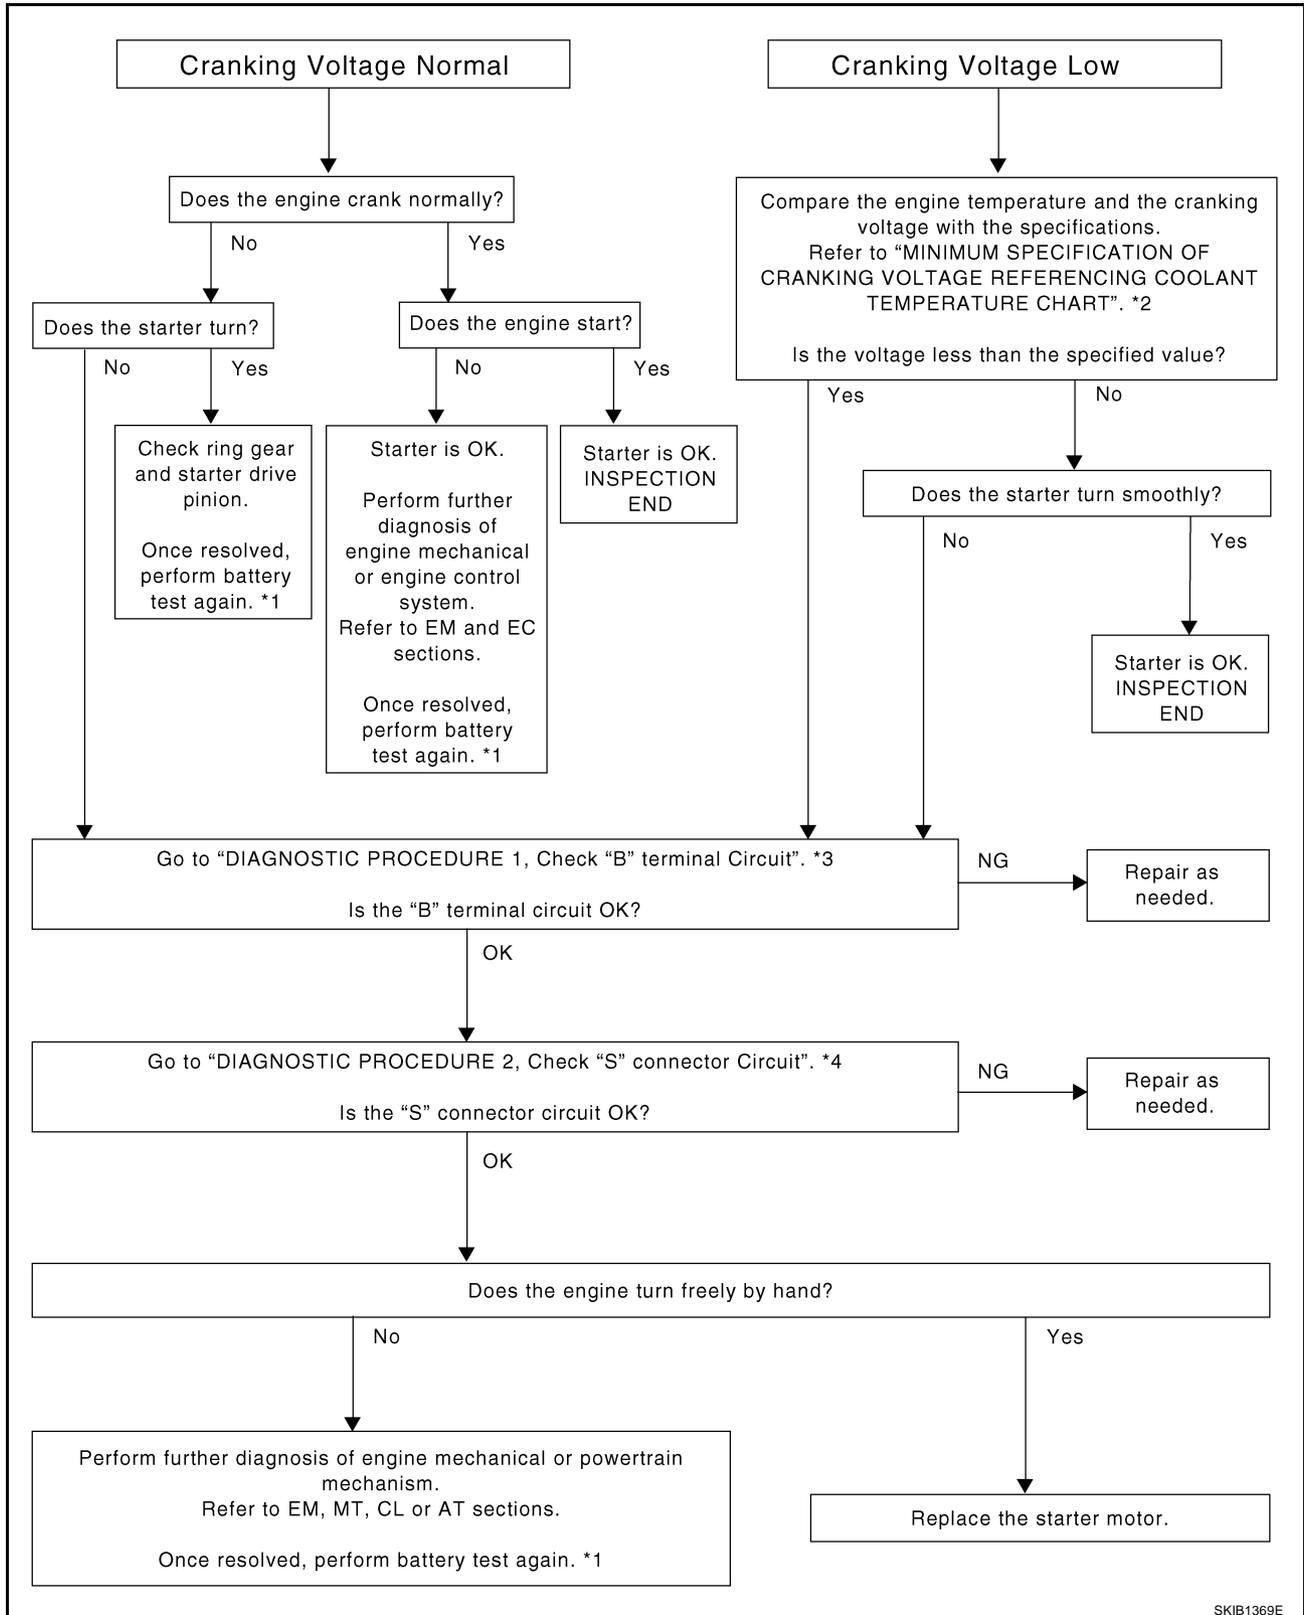 Cranking Voltage Normal
Cranking Voltage Low
Does the engine crank normally?
No
Yes
Does the starter turn?
No
Yes
Does the engine start?
No
Yes
Check ring gear
and starter drive
pinion.
Once resolved,
perform battery
test again. *1
Starter is OK.
Perform further
diagnosis of
engine mechanical
or engine control
system.
Refer to EM and EC
sections.
Once resolved,
perform battery
test again. *1
Starter is OK.
INSPECTION
END
Compare the engine temperature and the cranking
voltage with the specifications.
Refer to “MINIMUM SPECIFICATION OF
CRANKING VOLTAGE REFERENCING COOLANT
TEMPERATURE CHART”. *2
Is the voltage less than the specified value?
Yes
No
Does the starter turn smoothly?
No
Yes
Starter is OK.
INSPECTION
END
Go to “DIAGNOSTIC PROCEDURE 1, Check “B” terminal Circuit”. *3
Is the “B” terminal circuit OK?
NG
Repair as
needed.
OK
Go to “DIAGNOSTIC PROCEDURE 2, Check “S” connector Circuit”. *4
Is the “S” connector circuit OK?
NG
Repair as
needed.
OK
Does the engine turn freely by hand?
No
Yes
Perform further diagnosis of engine mechanical or powertrain
mechanism.
Refer to EM, MT, CL or AT sections.
Once resolved, perform battery test again. *1
Replace the starter motor.
SKIB1369E